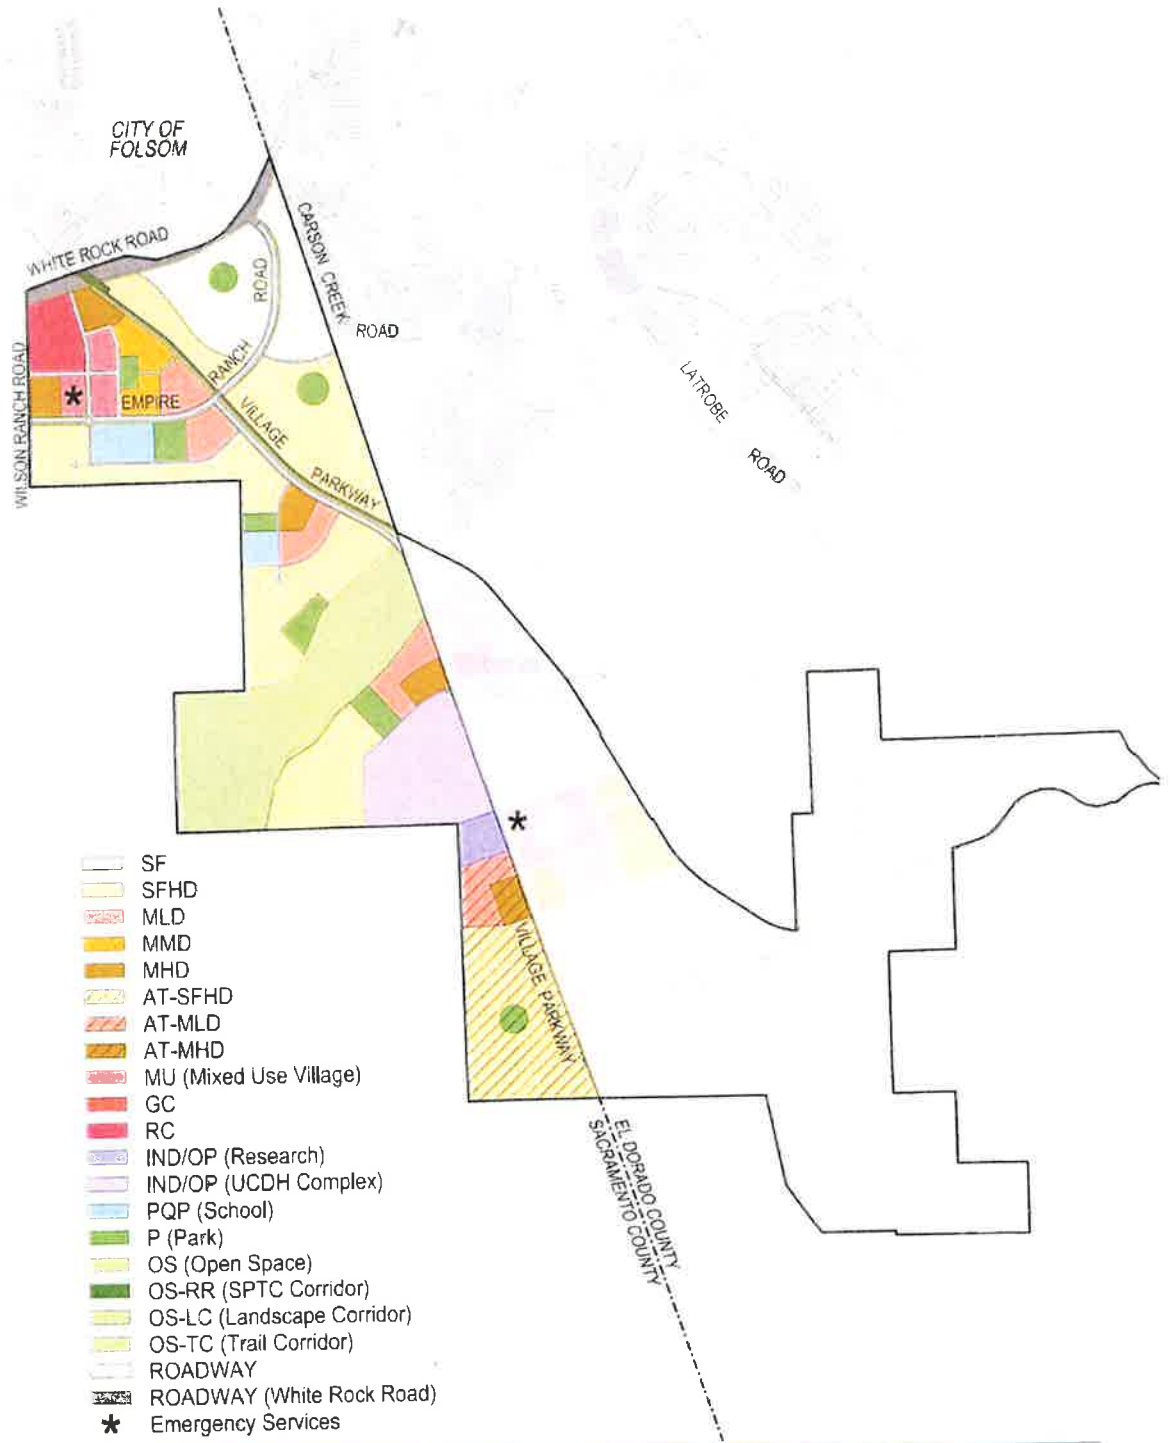 CITY OF
FOLSOM
WHITE ROCK ROAD
CARSON CREEK
ROAD
ROAD
WILSON RANCH ROAD
RANCH
EMPIRE
VILLAGE
PARKWAY
LATROBE
ROAD
VILLAGE PARKWAY
EL DORADO COUNTY
SACRAMENTO COUNTY
SF
SFHD
MLD
MMD
MHD
AT-SFHD
AT-MLD
AT-MHD
MU (Mixed Use Village)
GC
RC
IND/OP (Research)
IND/OP (UCDH Complex)
PQP (School)
P (Park)
OS (Open Space)
OS-RR (SPTC Corridor)
OS-LC (Landscape Corridor)
OS-TC (Trail Corridor)
ROADWAY
ROADWAY (White Rock Road)
Emergency Services